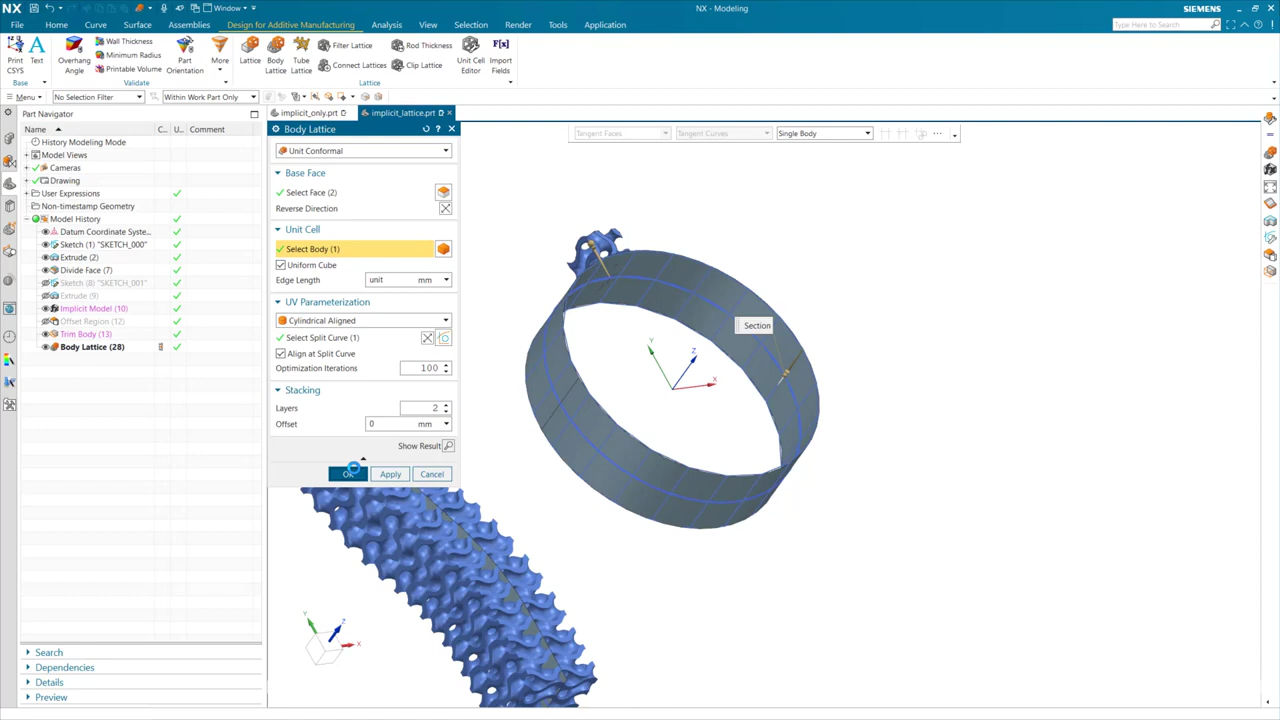 NX
Window
NX - Modeling
SIEMENS
File
Home
Curve
Surface
Assemblies
Design for Additive Manufacturing
Analysis
View
Selection
Render
Tools
Application
Type Here to Search
Print CSYS
Text
Base
Overhang Angle
Wall Thickness
Minimum Radius
Printable Volume
Part Orientation
More
Validate
Lattice
Body Lattice
Tube Lattice
Filter Lattice
Connect Lattices
Rod Thickness
Clip Lattice
Unit Cell Editor
F[x]
Import Fields
Lattice
Menu
No Selection Filter
Within Work Part Only
Part Navigator
Name
C...
U...
Comment
History Modeling Mode
Model Views
Cameras
Drawing
User Expressions
Non-timestamp Geometry
Model History
Datum Coordinate Syste...
Sketch (1) "SKETCH_000"
Extrude (2)
Divide Face (7)
Sketch (8) "SKETCH_001"
Extrude (9)
Implicit Model (10)
Offset Region (12)
Trim Body (13)
Body Lattice (28)
Search
Dependencies
Details
Preview
implicit_only.prt
implicit_lattice.prt
Body Lattice
Unit Conformal
Base Face
Select Face (2)
Reverse Direction
Unit Cell
Select Body (1)
Uniform Cube
Edge Length
unit
mm
UV Parameterization
Cylindrical Aligned
Select Split Curve (1)
Align at Split Curve
Optimization Iterations
100
Stacking
Layers
2
Offset
0
mm
Show Result
OK
Apply
Cancel
Tangent Faces
Tangent Curves
Single Body
Section
Y
Z
X
Y
Z
X